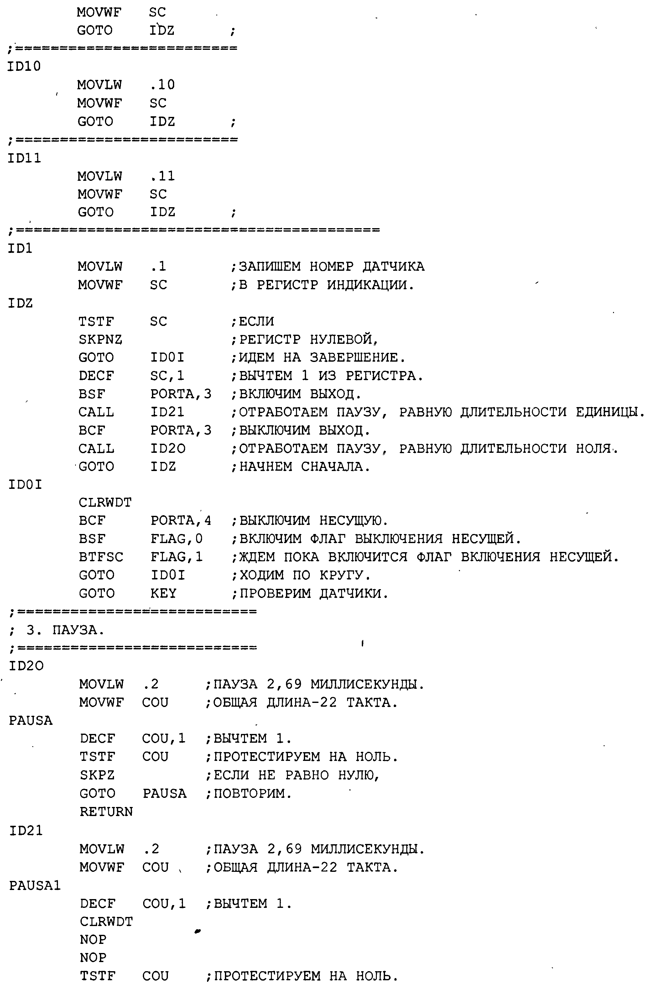 MOVWF SC
GOTO IDZ ;
;=========================
ID10
MOVLW .10
MOVWF SC
GOTO IDZ ;
;=========================
ID11
MOVLW .11
MOVWF SC
GOTO IDZ ;
;=========================================
ID1
MOVLW .1 ;ЗАПИШЕМ НОМЕР ДАТЧИКА
MOVWF SC ;В РЕГИСТР ИНДИКАЦИИ.
IDZ
TSTF SC ;ЕСЛИ
SKPNZ ;РЕГИСТР НУЛЕВОЙ,
GOTO ID0I ;ИДЕМ НА ЗАВЕРШЕНИЕ.
DECF SC,1 ;ВЫЧТЕМ 1 ИЗ РЕГИСТРА.
BSF PORTA,3 ;ВКЛЮЧИМ ВЫХОД.
CALL ID21 ;ОТРАБОТАЕМ ПАУЗУ, РАВНУЮ ДЛИТЕЛЬНОСТИ ЕДИНИЦЫ.
BCF PORTA,3 ;ВЫКЛЮЧИМ ВЫХОД.
CALL ID2O ;ОТРАБОТАЕМ ПАУЗУ, РАВНУЮ ДЛИТЕЛЬНОСТИ НОЛЯ.
GOTO IDZ ;НАЧНЕМ СНАЧАЛА.
ID0I
CLRWDT
BCF PORTA,4 ;ВЫКЛЮЧИМ НЕСУЩУЮ.
BSF FLAG,0 ;ВКЛЮЧИМ ФЛАГ ВЫКЛЮЧЕНИЯ НЕСУЩЕЙ.
BTFSC FLAG,1 ;ЖДЕМ ПОКА ВКЛЮЧИТСЯ ФЛАГ ВКЛЮЧЕНИЯ НЕСУЩЕЙ.
GOTO ID0I ;ХОДИМ ПО КРУГУ.
GOTO KEY ;ПРОВЕРИМ ДАТЧИКИ.
;===========================
; 3. ПАУЗА.
;===========================
ID2O
MOVLW .2 ;ПАУЗА 2,69 МИЛЛИСЕКУНДЫ.
MOVWF COU ;ОБЩАЯ ДЛИНА-22 ТАКТА.
PAUSA
DECF COU,1 ;ВЫЧТЕМ 1.
TSTF COU ;ПРОТЕСТИРУЕМ НА НОЛЬ.
SKPZ ;ЕСЛИ НЕ РАВНО НУЛЮ,
GOTO PAUSA ;ПОВТОРИМ.
RETURN
ID21
MOVLW .2 ;ПАУЗА 2,69 МИЛЛИСЕКУНДЫ.
MOVWF COU ;ОБЩАЯ ДЛИНА-22 ТАКТА.
PAUSA1
DECF COU,1 ;ВЫЧТЕМ 1.
CLRWDT
NOP
NOP
TSTF COU ;ПРОТЕСТИРУЕМ НА НОЛЬ.